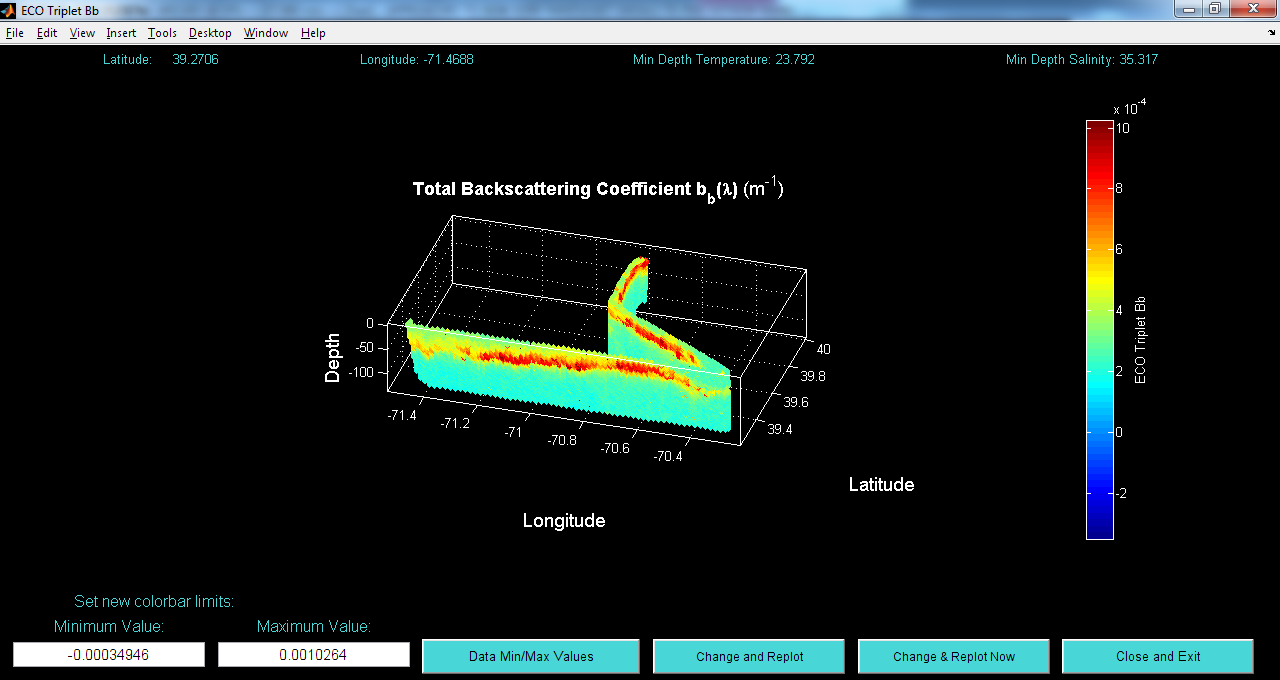 ECO Triplet Bb
File Edit View Insert Tools Desktop Window Help
Latitude: 39.2706 Longitude: -71.4688 Min Depth Temperature: 23.792 Min Depth Salinity: 35.317
x 10-4
Total Backscattering Coefficient bb(λ) (m-1)
10
8
6
4
2
0
-2
ECO Triplet Bb
0
-50
-100
Depth
-71.4
-71.2
-71
-70.8
-70.6
-70.4
Longitude
40
39.8
39.6
39.4
Latitude
Set new colorbar limits:
Minimum Value: Maximum Value:
-0.00034946 0.0010264 Data Min/Max Values Change and Replot Change & Replot Now Close and Exit